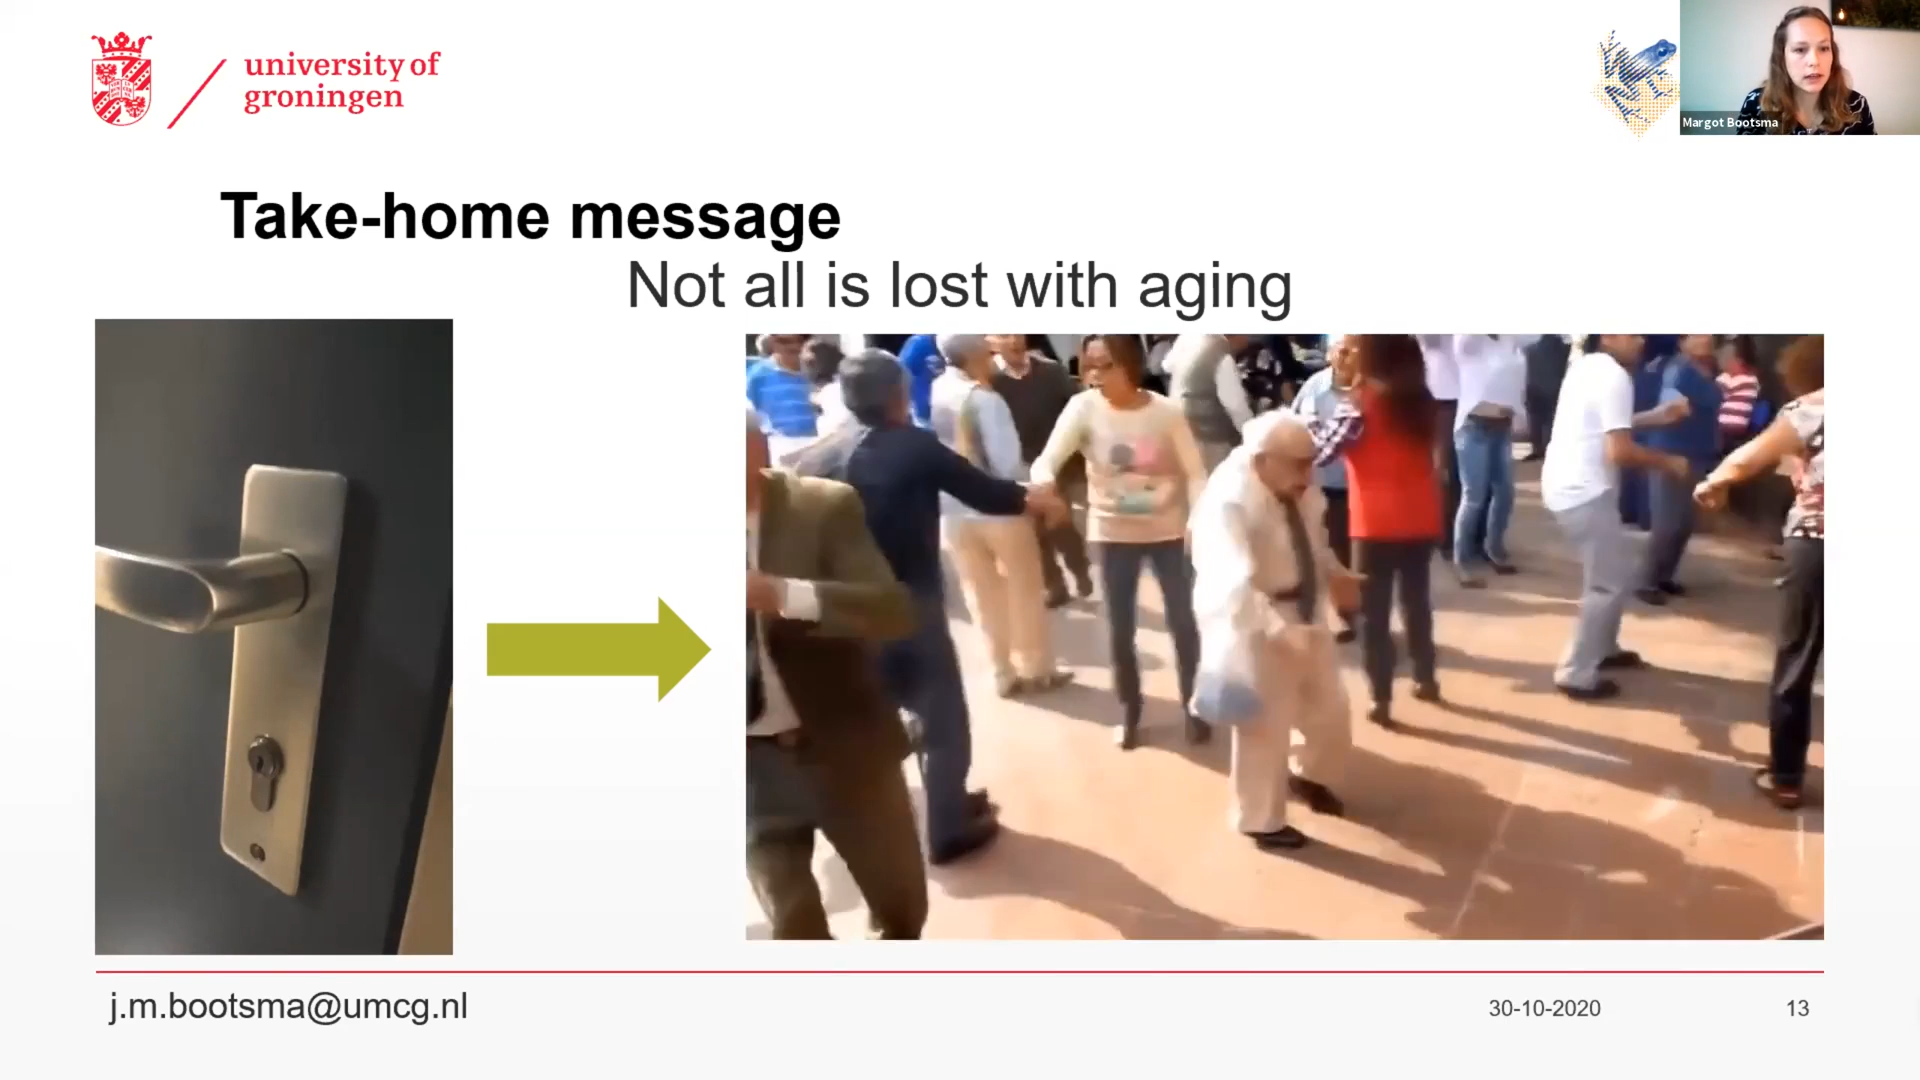 university of
groningen
Margot Bootsma
Take-home message
Not all is lost with aging
j.m.bootsma@umcg.nl
30-10-2020
13